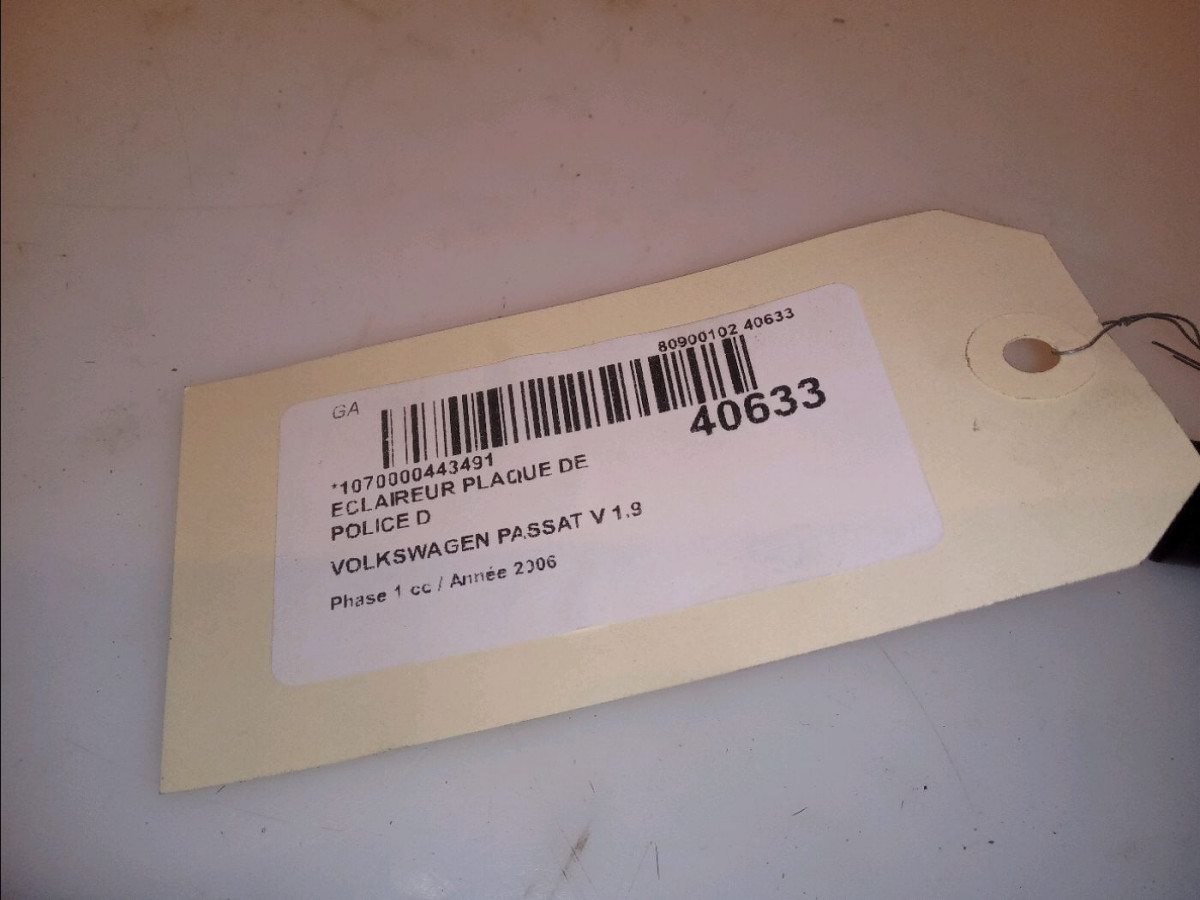 80900102 40633
GA
40633
*1070000443491
ECLAIREUR PLAQUE DE
POLICE D
VOLKSWAGEN PASSAT V 1.9
Phase 1 cc / Année 2006